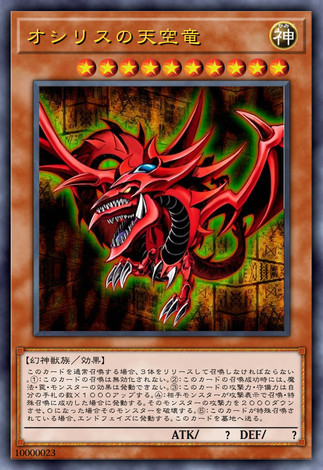 オシリスの天空竜
神
【幻神獣族/効果】
このカードを通常召喚する場合、3体をリリースして召喚しなければならない
。①:このカードの召喚は無効化されない。②:このカードの召喚成功時には、魔
法・罠・モンスターの効果は発動できない。③:このカードの攻撃力・守備力は自
分の手札の数×1000アップする。④:相手モンスターが攻撃表示で召喚・特
殊召喚に成功した場合に発動する。そのモンスターの攻撃力を2000ダウン
させ、0になった場合そのモンスターを破壊する。⑤:このカードが特殊召喚さ
れている場合、エンドフェイズに発動する。このカードを墓地へ送る。
ATK/ ? DEF/ ?
10000023